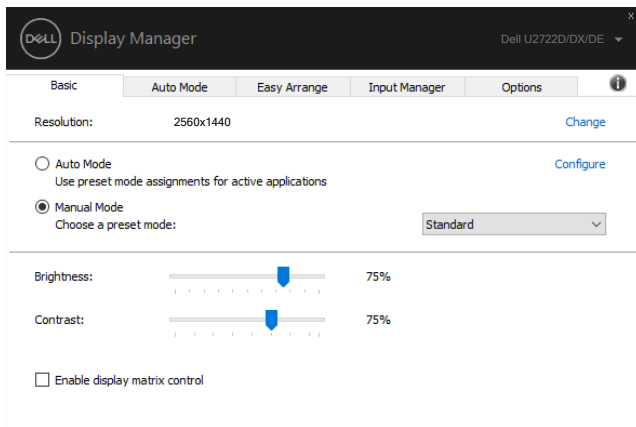 x
DELL Display Manager Dell U2722D/DX/DE
Basic Auto Mode Easy Arrange Input Manager Options i
Resolution: 2560x1440 Change
Auto Mode Configure
Use preset mode assignments for active applications
Manual Mode
Choose a preset mode: Standard
Brightness: 75%
Contrast: 75%
Enable display matrix control